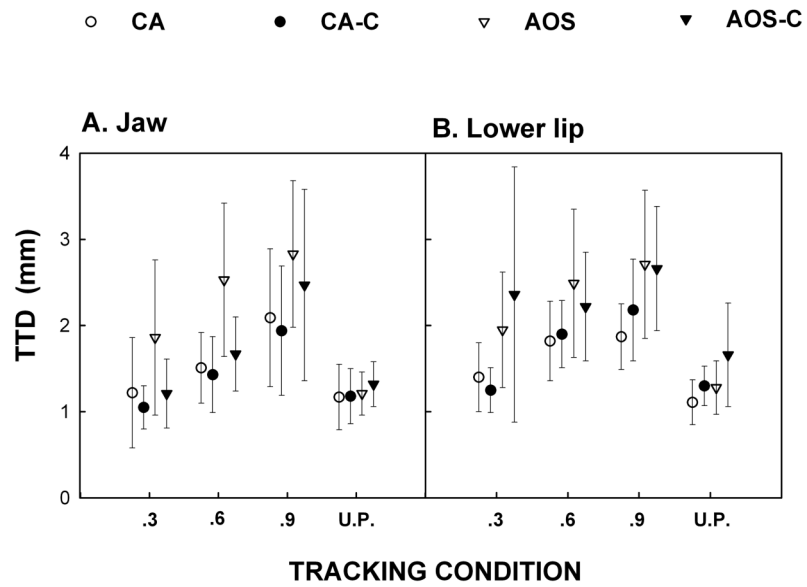 CA CA-C AOS AOS-C
A. Jaw B. Lower lip
4
3
2
1
0
TTD (mm)
.3 .6 .9 U.P. .3 .6 .9 U.P.
TRACKING CONDITION